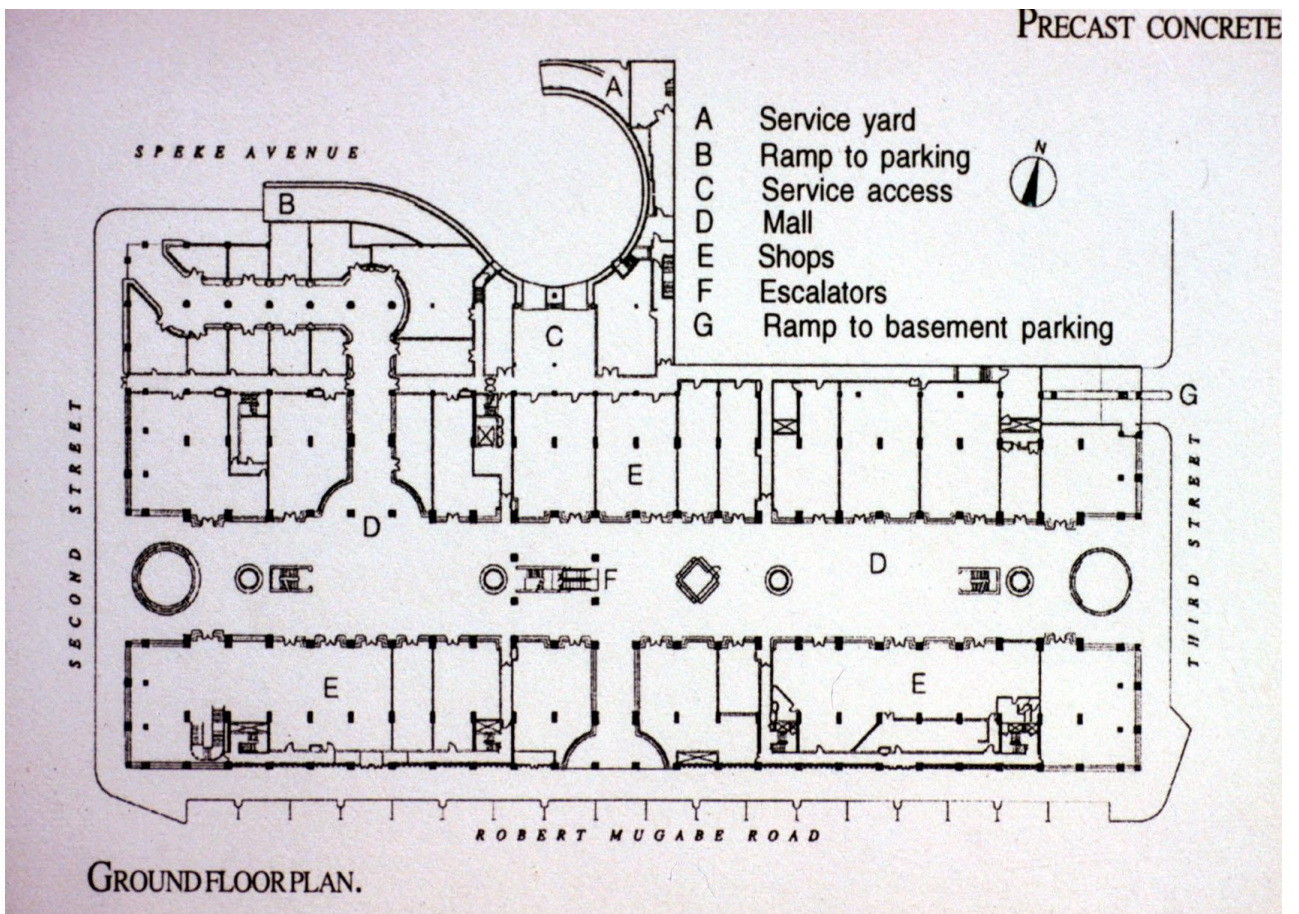 PRECAST CONCRETE
A
A Service yard
B Ramp to parking
C Service access
D Mall
E Shops
F Escalators
G Ramp to basement parking
N
SPEKE AVENUE
B
C
G
SECOND STREET
THIRD STREET
E
D
D
F
E
E
ROBERT MUGABE ROAD
GROUND FLOOR PLAN.